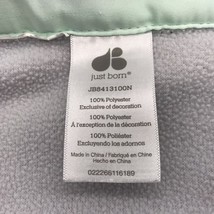 just born®
JB8413100N
100% Polyester
Exclusive of decoration
100% Polyester
À l'exception de la décoration
100% Poliéster
Excluyendo los adornos
Made in China / Fabriqué en Chine
Hecho en China
022266116189